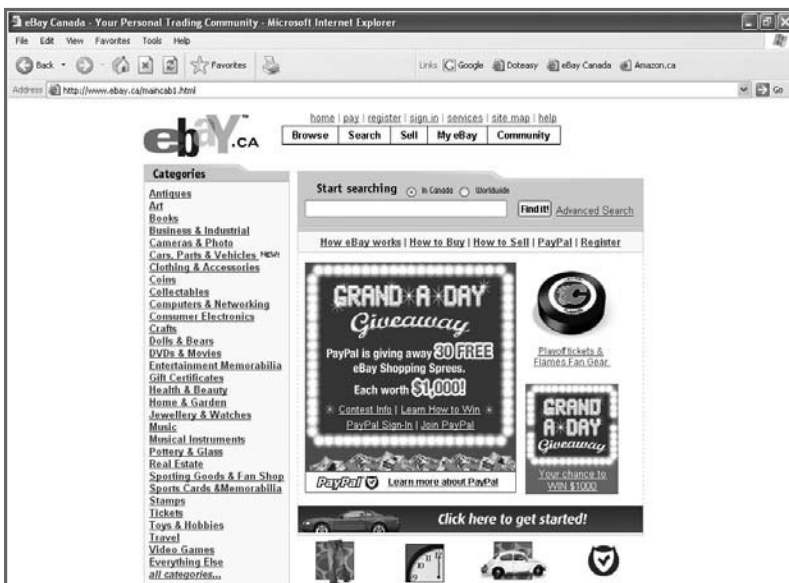 eBay Canada - Your Personal Trading Community - Microsoft Internet Explorer
File Edit View Favorites Tools Help
Back Favorites Links Google Doteasy eBay Canada Amazon.ca
Address http://www.ebay.ca/maincab1.html Go
home | pay | register | sign in | services | site map | help
ebaY™.CA
Browse Search Sell My eBay Community
Categories
Antiques
Art
Books
Business & Industrial
Cameras & Photo
Cars, Parts & Vehicles NEW!
Clothing & Accessories
Coins
Collectables
Computers & Networking
Consumer Electronics
Crafts
Dolls & Bears
DVDs & Movies
Entertainment Memorabilia
Gift Certificates
Health & Beauty
Home & Garden
Jewellery & Watches
Music
Musical Instruments
Pottery & Glass
Real Estate
Sporting Goods & Fan Shop
Sports Cards &Memorabilia
Stamps
Tickets
Toys & Hobbies
Travel
Video Games
Everything Else
all categories...
Start searching In Canada Worldwide
Find it! Advanced Search
How eBay works | How to Buy | How to Sell | PayPal | Register
GRAND*A*DAY
Giveaway
PayPal is giving away 30 FREE
eBay Shopping Sprees.
Each worth $1,000!
* Contest Info | Learn How to Win *
PayPal Sign-In | Join PayPal
PayPal Learn more about PayPal
Playoff tickets &
Flames Fan Gear
GRAND
A*DAY
Giveaway
Your chance to
WIN $1000
Click here to get started!
11 12
10
9